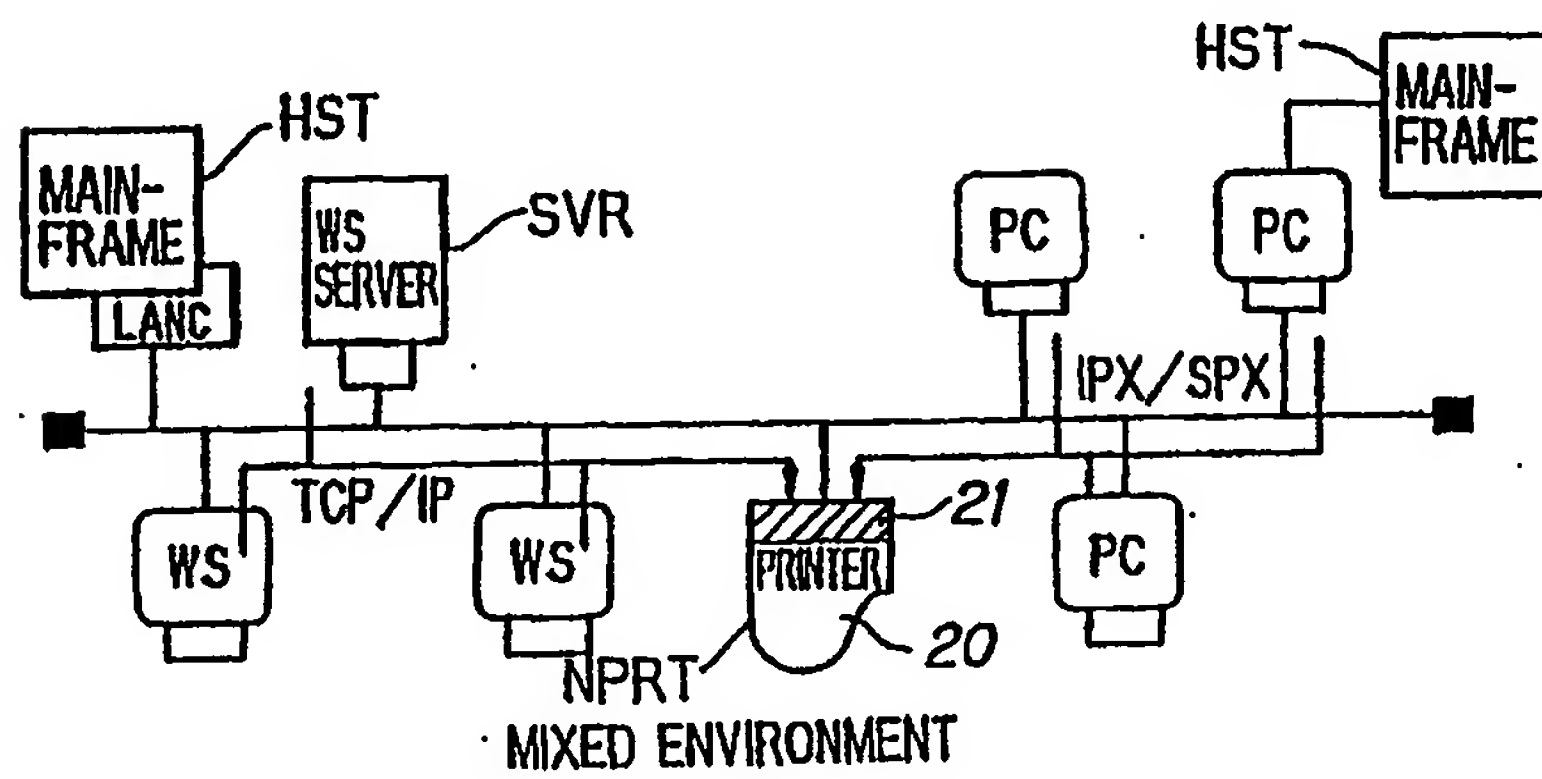 HST
MAIN-
FRAME
HST
MAIN-
FRAME
LANC
WS
SERVER
SVR
PC
PC
IPX/SPX
TCP/IP
WS
WS
21
PRINTER
PC
20
NPRT
MIXED ENVIRONMENT